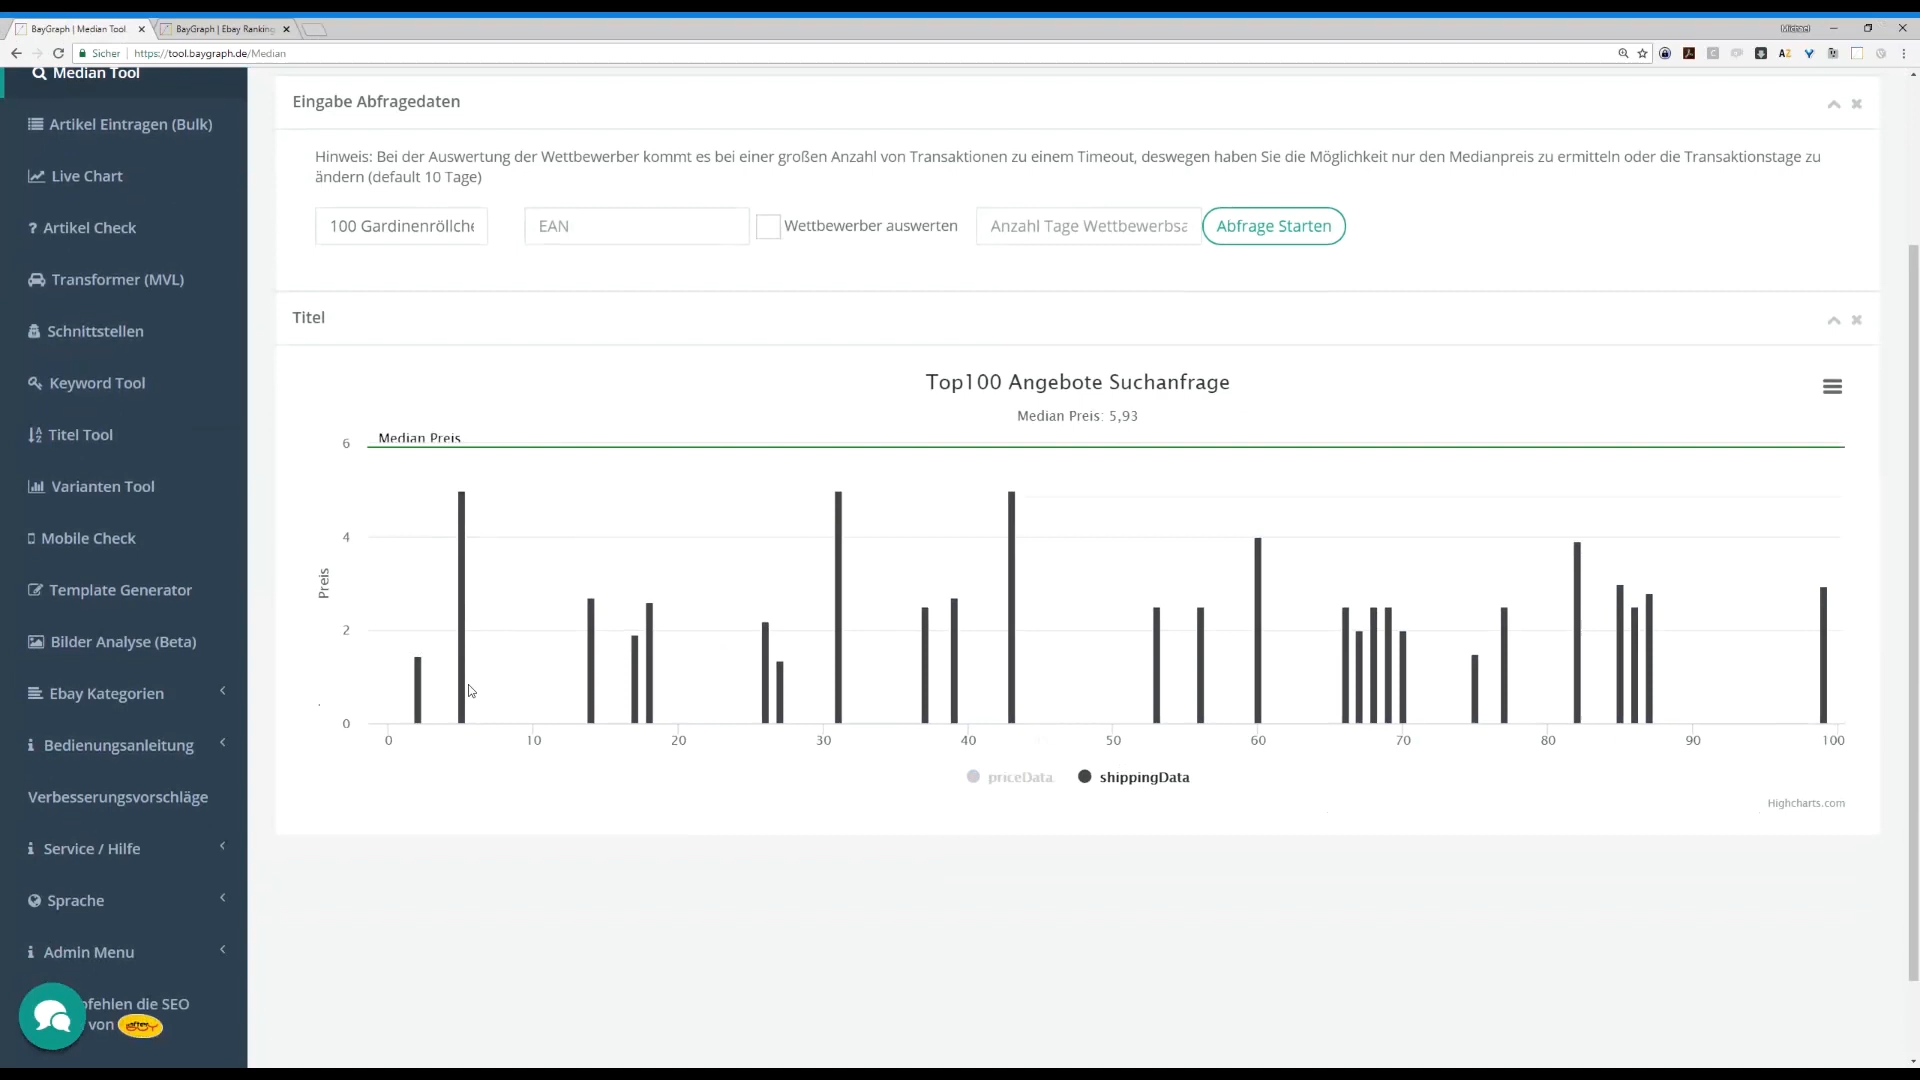 BayGraph | Median Tool
BayGraph | Ebay Ranking
Michael
Sicher
https://tool.baygraph.de/Median
Median Tool
Artikel Eintragen (Bulk)
Live Chart
Artikel Check
Transformer (MVL)
Schnittstellen
Keyword Tool
Titel Tool
Varianten Tool
Mobile Check
Template Generator
Bilder Analyse (Beta)
Ebay Kategorien
Bedienungsanleitung
Verbesserungsvorschläge
Service / Hilfe
Sprache
Admin Menu
pfehlen die SEO
von
Eingabe Abfragedaten
Hinweis: Bei der Auswertung der Wettbewerber kommt es bei einer großen Anzahl von Transaktionen zu einem Timeout, deswegen haben Sie die Möglichkeit nur den Medianpreis zu ermitteln oder die Transaktionstage zu
ändern (default 10 Tage)
100 Gardinenröllche
EAN
Wettbewerber auswerten
Anzahl Tage Wettbewerbsa
Abfrage Starten
Titel
Top100 Angebote Suchanfrage
Median Preis: 5,93
Median Preis
6
4
2
0
Preis
0 10 20 30 40 50 60 70 80 90 100
priceData
shippingData
Highcharts.com